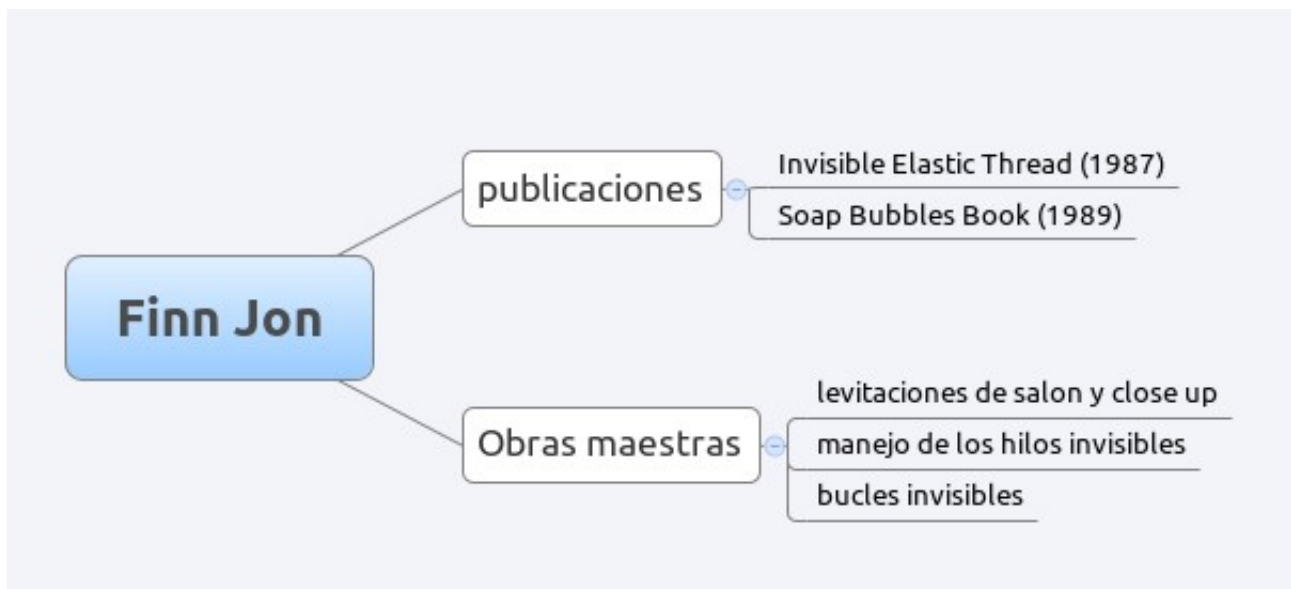 Finn Jon
publicaciones
Invisible Elastic Thread (1987)
Soap Bubbles Book (1989)
Obras maestras
levitaciones de salon y close up
manejo de los hilos invisibles
bucles invisibles